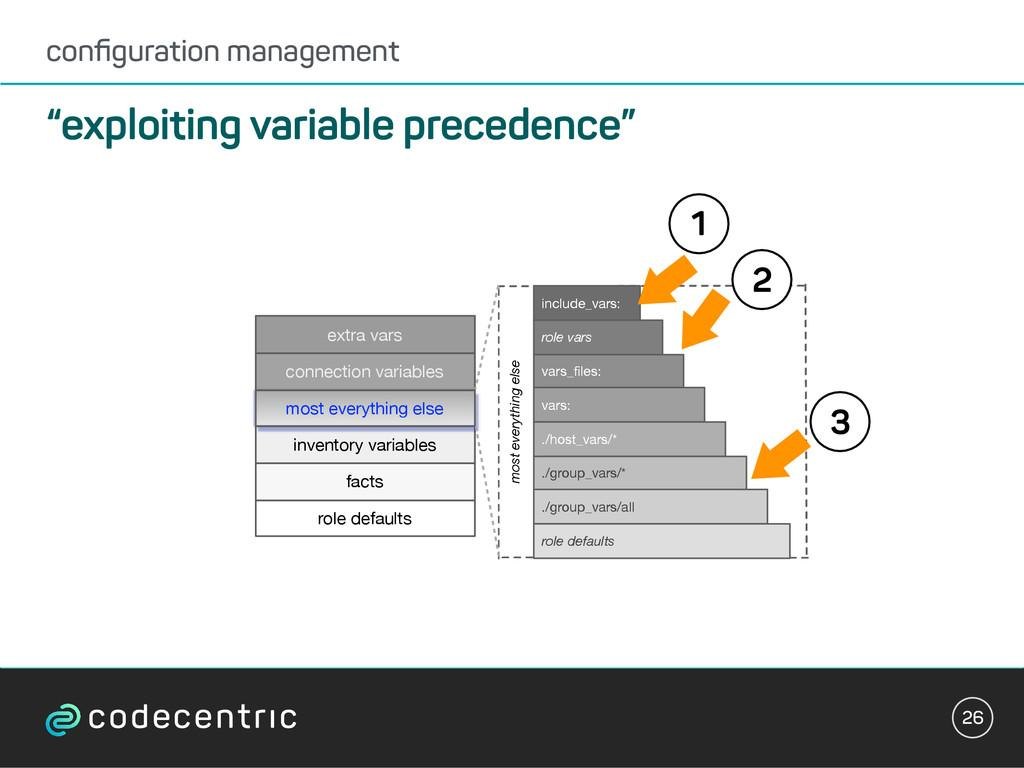 configuration management
“exploiting variable precedence”
1
2
3
extra vars
connection variables
most everything else
inventory variables
facts
role defaults
most everything else
include_vars:
role vars
vars_files:
vars:
./host_vars/*
./group_vars/*
./group_vars/all
role defaults
codecentric
26